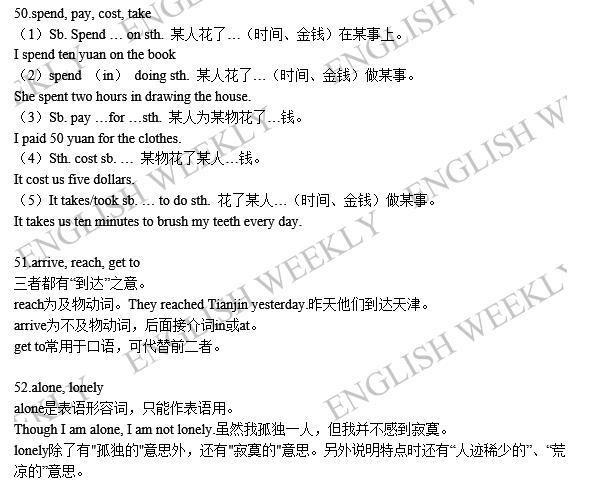 50.spend, pay, cost, take
（1）Sb. Spend … on sth. 某人花了…（时间、金钱）在某事上。
I spend ten yuan on the book
（2）spend （in） doing sth. 某人花了…（时间、金钱）做某事。
She spent two hours in drawing the house.
（3）Sb. pay …for …sth. 某人为某物花了…钱。
I paid 50 yuan for the clothes.
（4）Sth. cost sb. … 某物花了某人…钱。
It cost us five dollars.
（5）It takes/took sb. … to do sth. 花了某人…（时间、金钱）做某事。
It takes us ten minutes to brush my teeth every day.
51.arrive, reach, get to
三者都有“到达”之意。
reach为及物动词。They reached Tianjin yesterday.昨天他们到达天津。
arrive为不及物动词，后面接介词in或at。
get to常用于口语，可代替前二者。
52.alone, lonely
alone是表语形容词，只能作表语用。
Though I am alone, I am not lonely.虽然我孤独一人，但我并不感到寂寞。
lonely除了有"孤独的"意思外，还有"寂寞的"意思。另外说明特点时还有“人迹稀少的”、“荒
凉的”意思。
EKLY
ENGLISH WEEKLY
ENGLISH WEEKLY
ENGLISH WEEKLY
ENGLISH WEEKLY
EKLY
ENGLISH WEEKLY